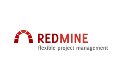 REDMINE
flexible project management